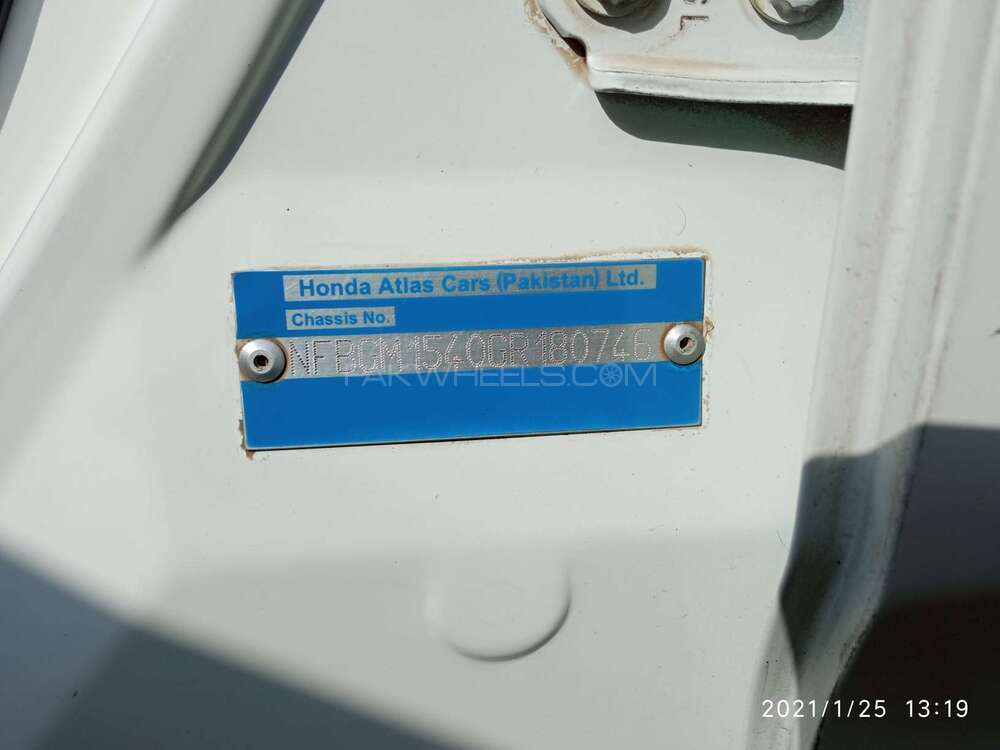 Honda Atlas Cars (Pakistan) Ltd.
Chassis No.
NFBGM1540GR180746
PAKWHEELS.COM
2021/1/25 13:19